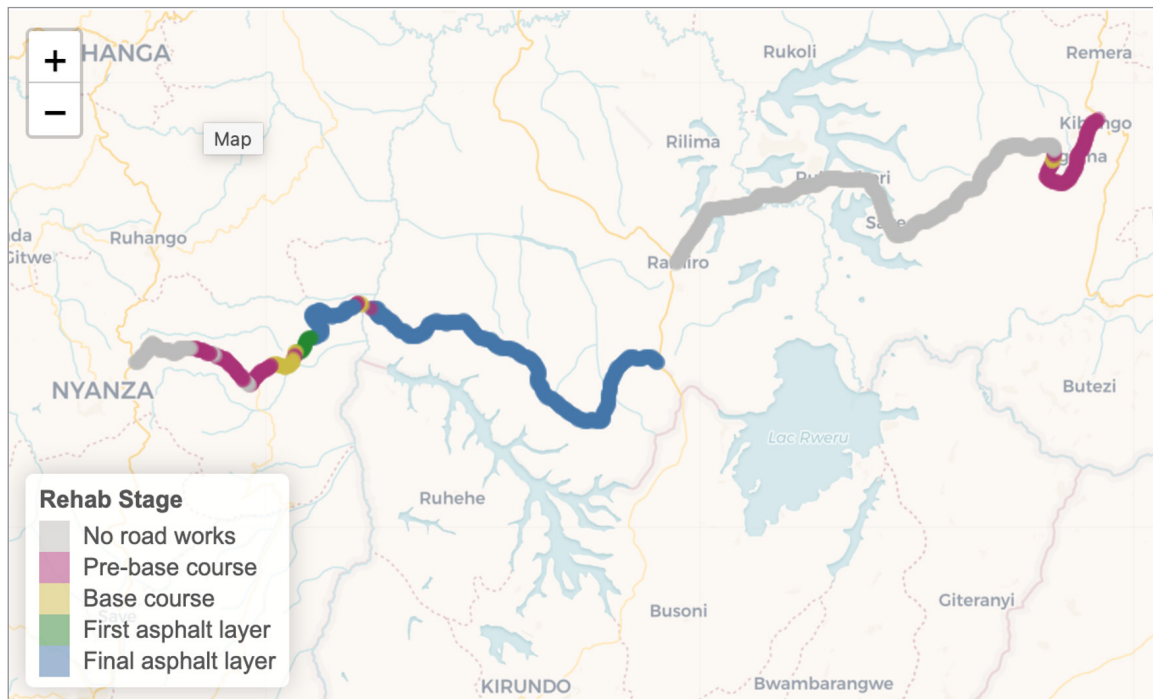 +
HANGA
−
Map
Rukoli
Remera
Rilima
Ruhango
Gitwe
NYANZA
Butezi
Lac Rweru
Ruhehe
Busoni
Giteranyi
KIRUNDO
Bwambarangwe
Rehab Stage
No road works
Pre-base course
Base course
First asphalt layer
Final asphalt layer